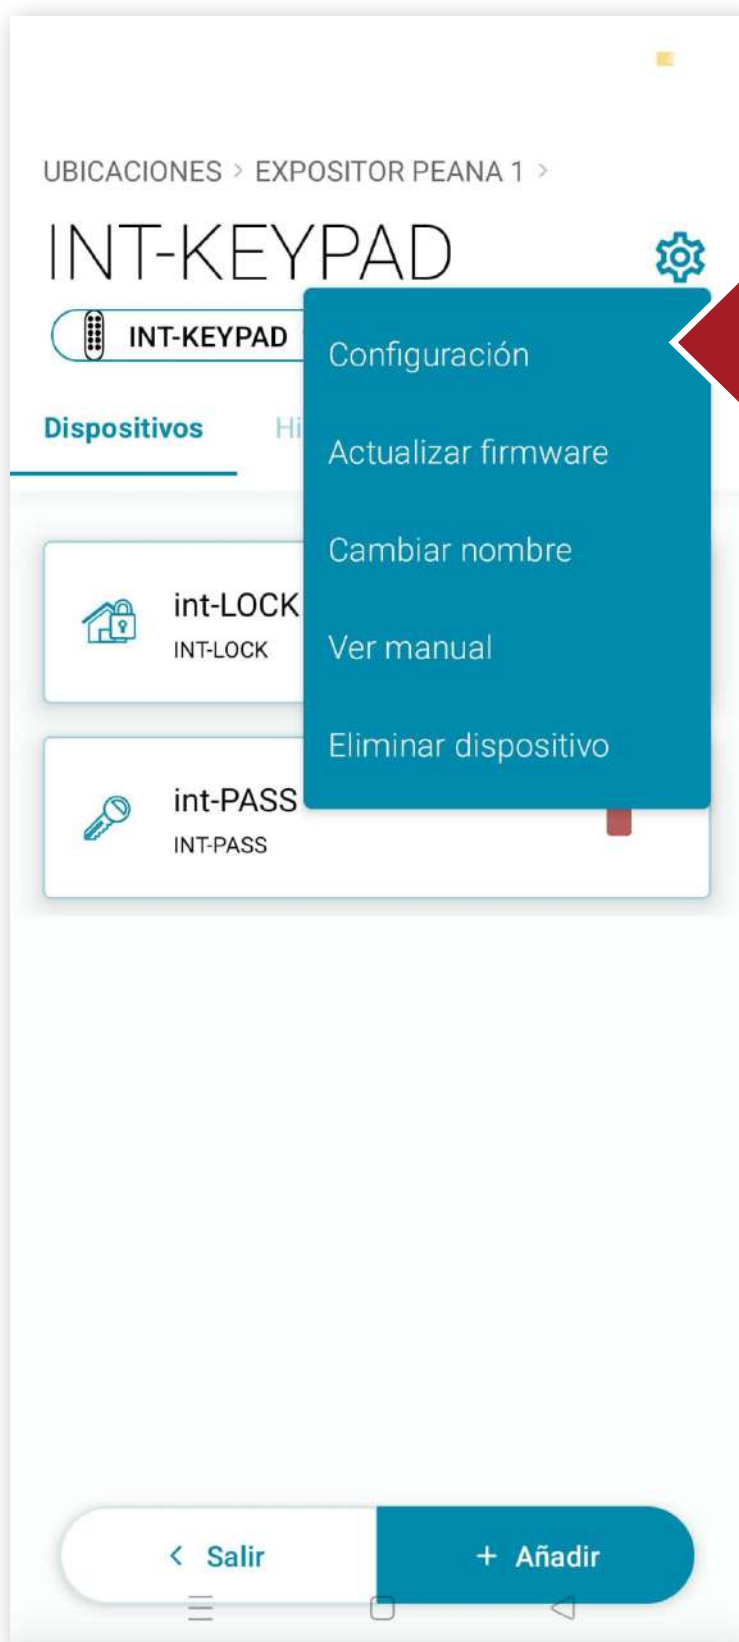 UBICACIONES > EXPOSITOR PEANA 1 >
INT-KEYPAD
INT-KEYPAD
Configuración
Dispositivos Hi
Actualizar firmware
Cambiar nombre
int-LOCK
INT-LOCK
Ver manual
Eliminar dispositivo
int-PASS
INT-PASS
< Salir
+ Añadir